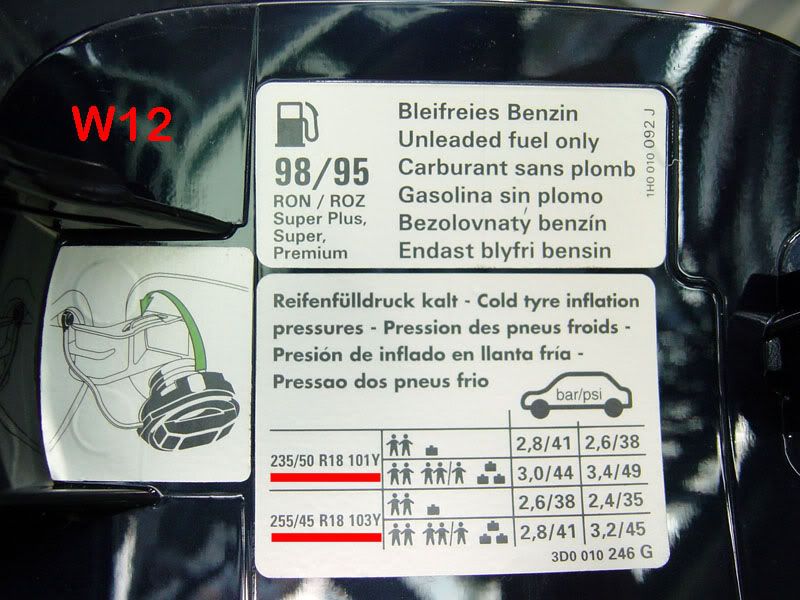 W12
98/95
RON / ROZ
Super Plus,
Super,
Premium
Bleifreies Benzin
Unleaded fuel only
Carburant sans plomb
Gasolina sin plomo
Bezolovnatý benzín
Endast blyfri bensin
1H0 010 092 J
Reifenfülldruck kalt - Cold tyre inflation
pressures - Pression des pneus froids -
Presión de inflado en llanta fría -
Pressao dos pneus frio
bar/psi
235/50 R18 101Y
2,8/41 2,6/38
/
3,0/44 3,4/49
255/45 R18 103Y
2,6/38 2,4/35
/
2,8/41 3,2/45
3D0 010 246 G